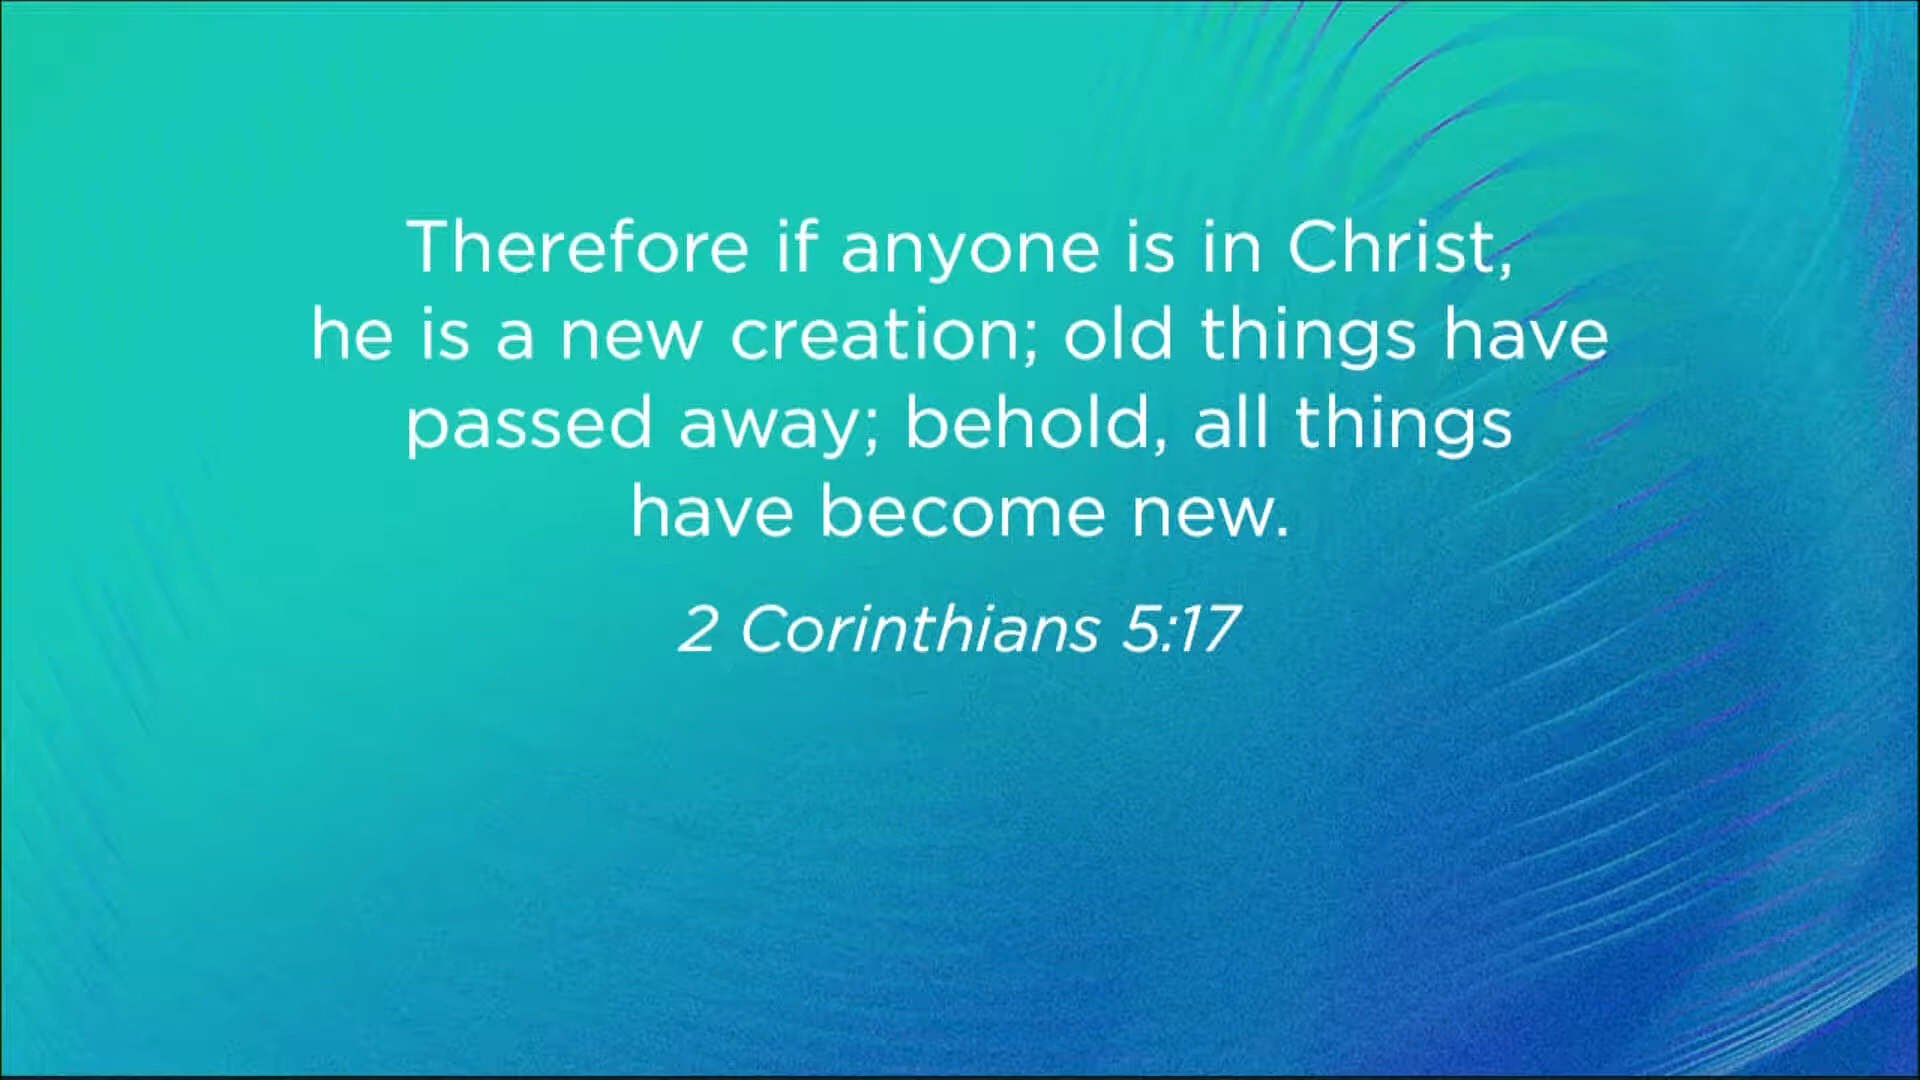 Therefore if anyone is in Christ,
he is a new creation; old things have
passed away; behold, all things
have become new.
2 Corinthians 5:17